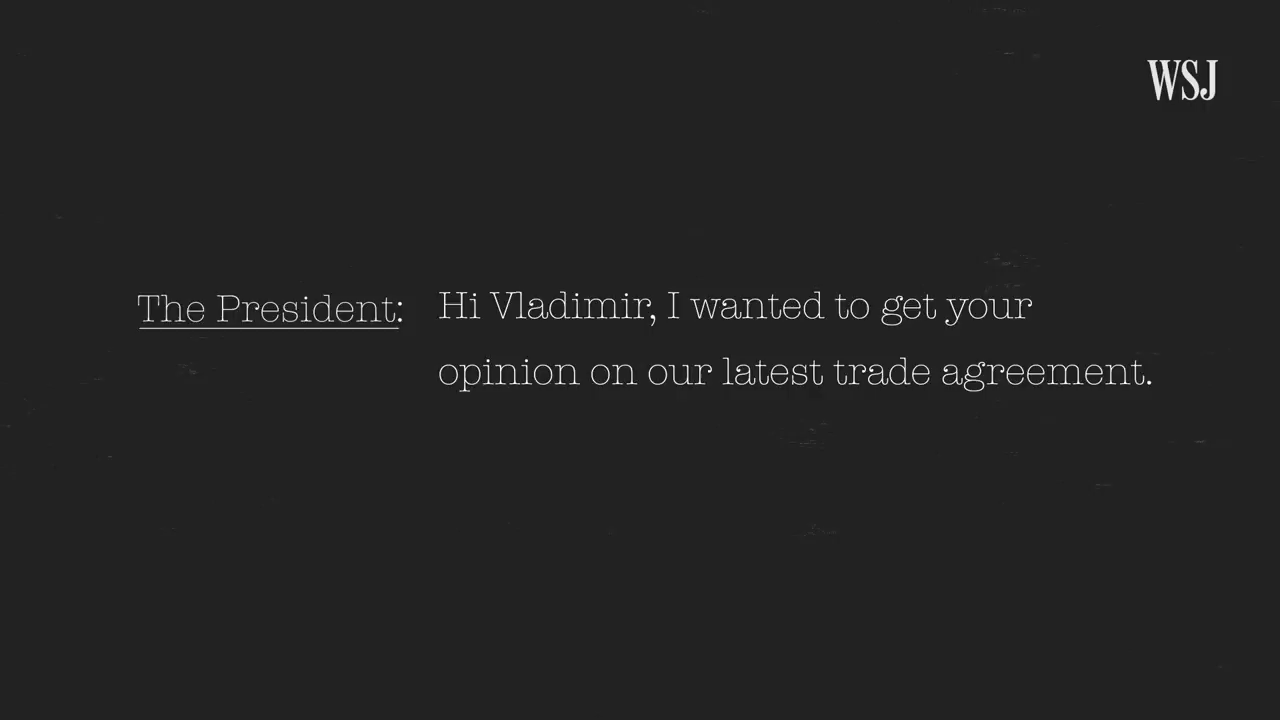 WSJ
The President: Hi Vladimir, I wanted to get your
opinion on our latest trade agreement.